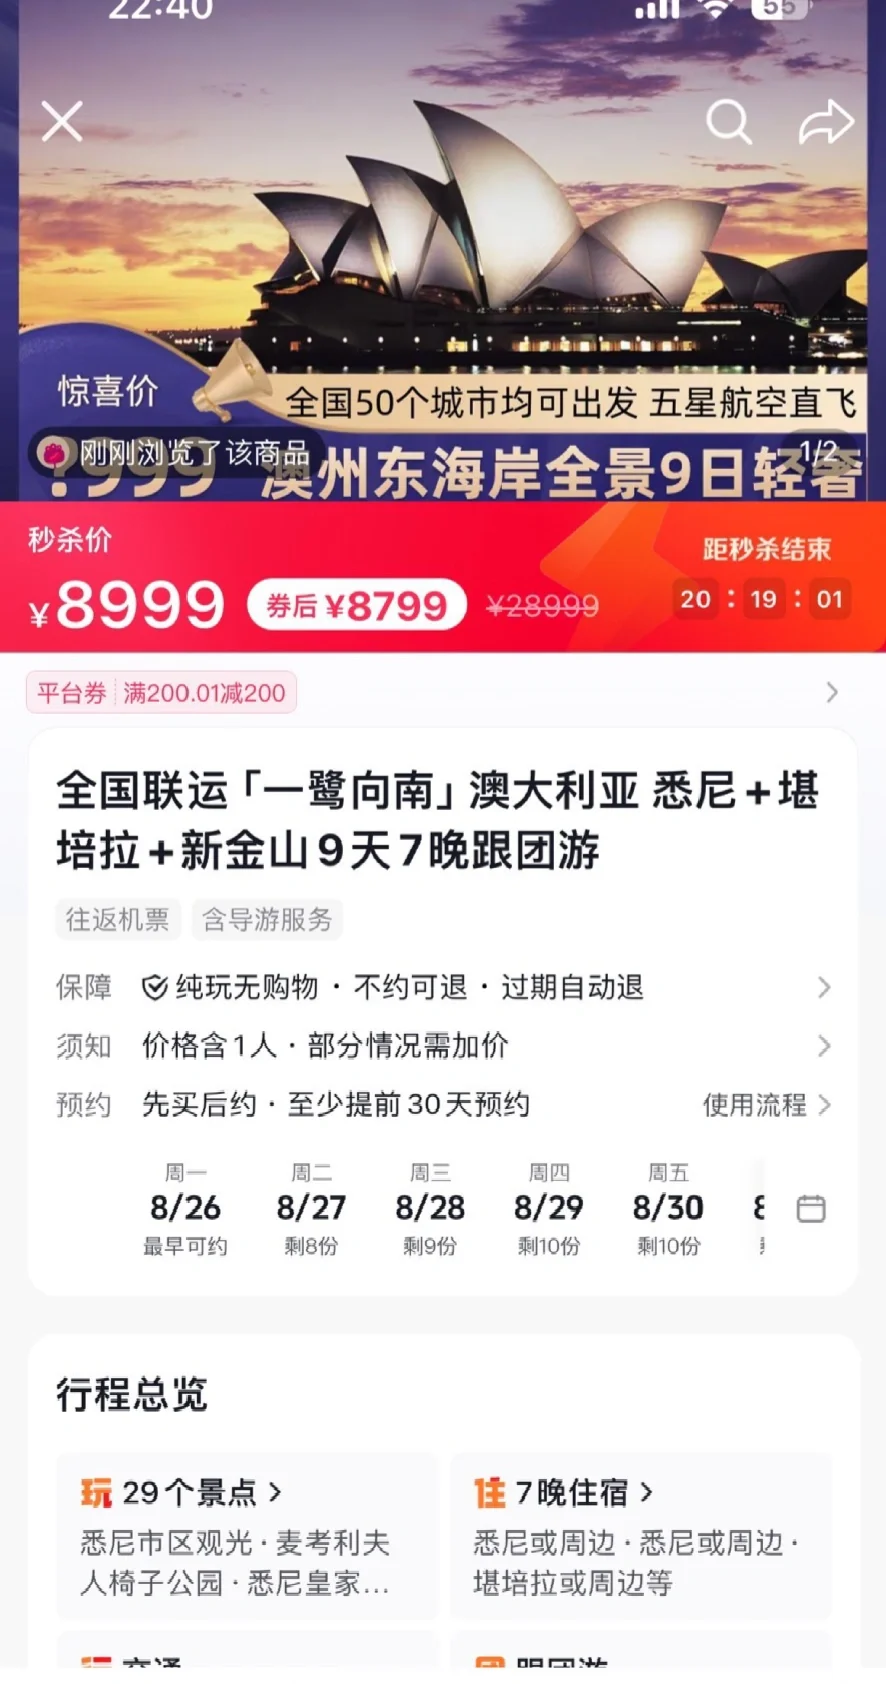 22:40
55
惊喜价
全国50个城市均可出发 五星航空直飞
刚刚浏览了该商品
1/2
999 澳州东海岸全景9日轻奢
秒杀价
距秒杀结束
¥8999 券后¥8799 ¥28999
20 : 19 : 01
平台券 满200.01减200
全国联运「一鹭向南」澳大利亚 悉尼+堪
培拉+新金山9天7晚跟团游
往返机票 含导游服务
保障 纯玩无购物 · 不约可退 · 过期自动退
须知 价格含1人 · 部分情况需加价
预约 先买后约 · 至少提前30天预约 使用流程
周一 周二 周三 周四 周五
8/26 8/27 8/28 8/29 8/30
最早可约 剩8份 剩9份 剩10份 剩10份
行程总览
玩 29个景点
悉尼市区观光 · 麦考利夫
人椅子公园 · 悉尼皇家...
住 7晚住宿
悉尼或周边 · 悉尼或周边 ·
堪培拉或周边等
交通
跟团游